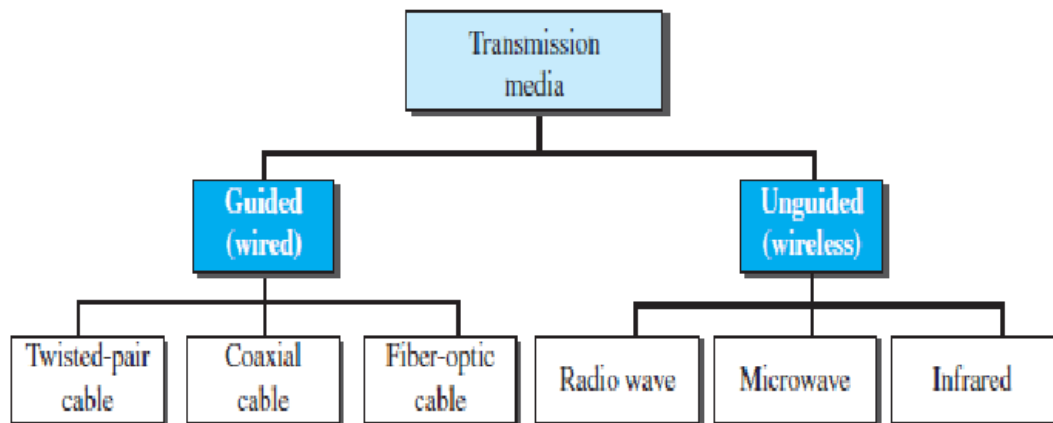 Transmission
media
Guided
(wired)
Unguided
(wireless)
Twisted-pair
cable
Coaxial
cable
Fiber-optic
cable
Radio wave
Microwave
Infrared